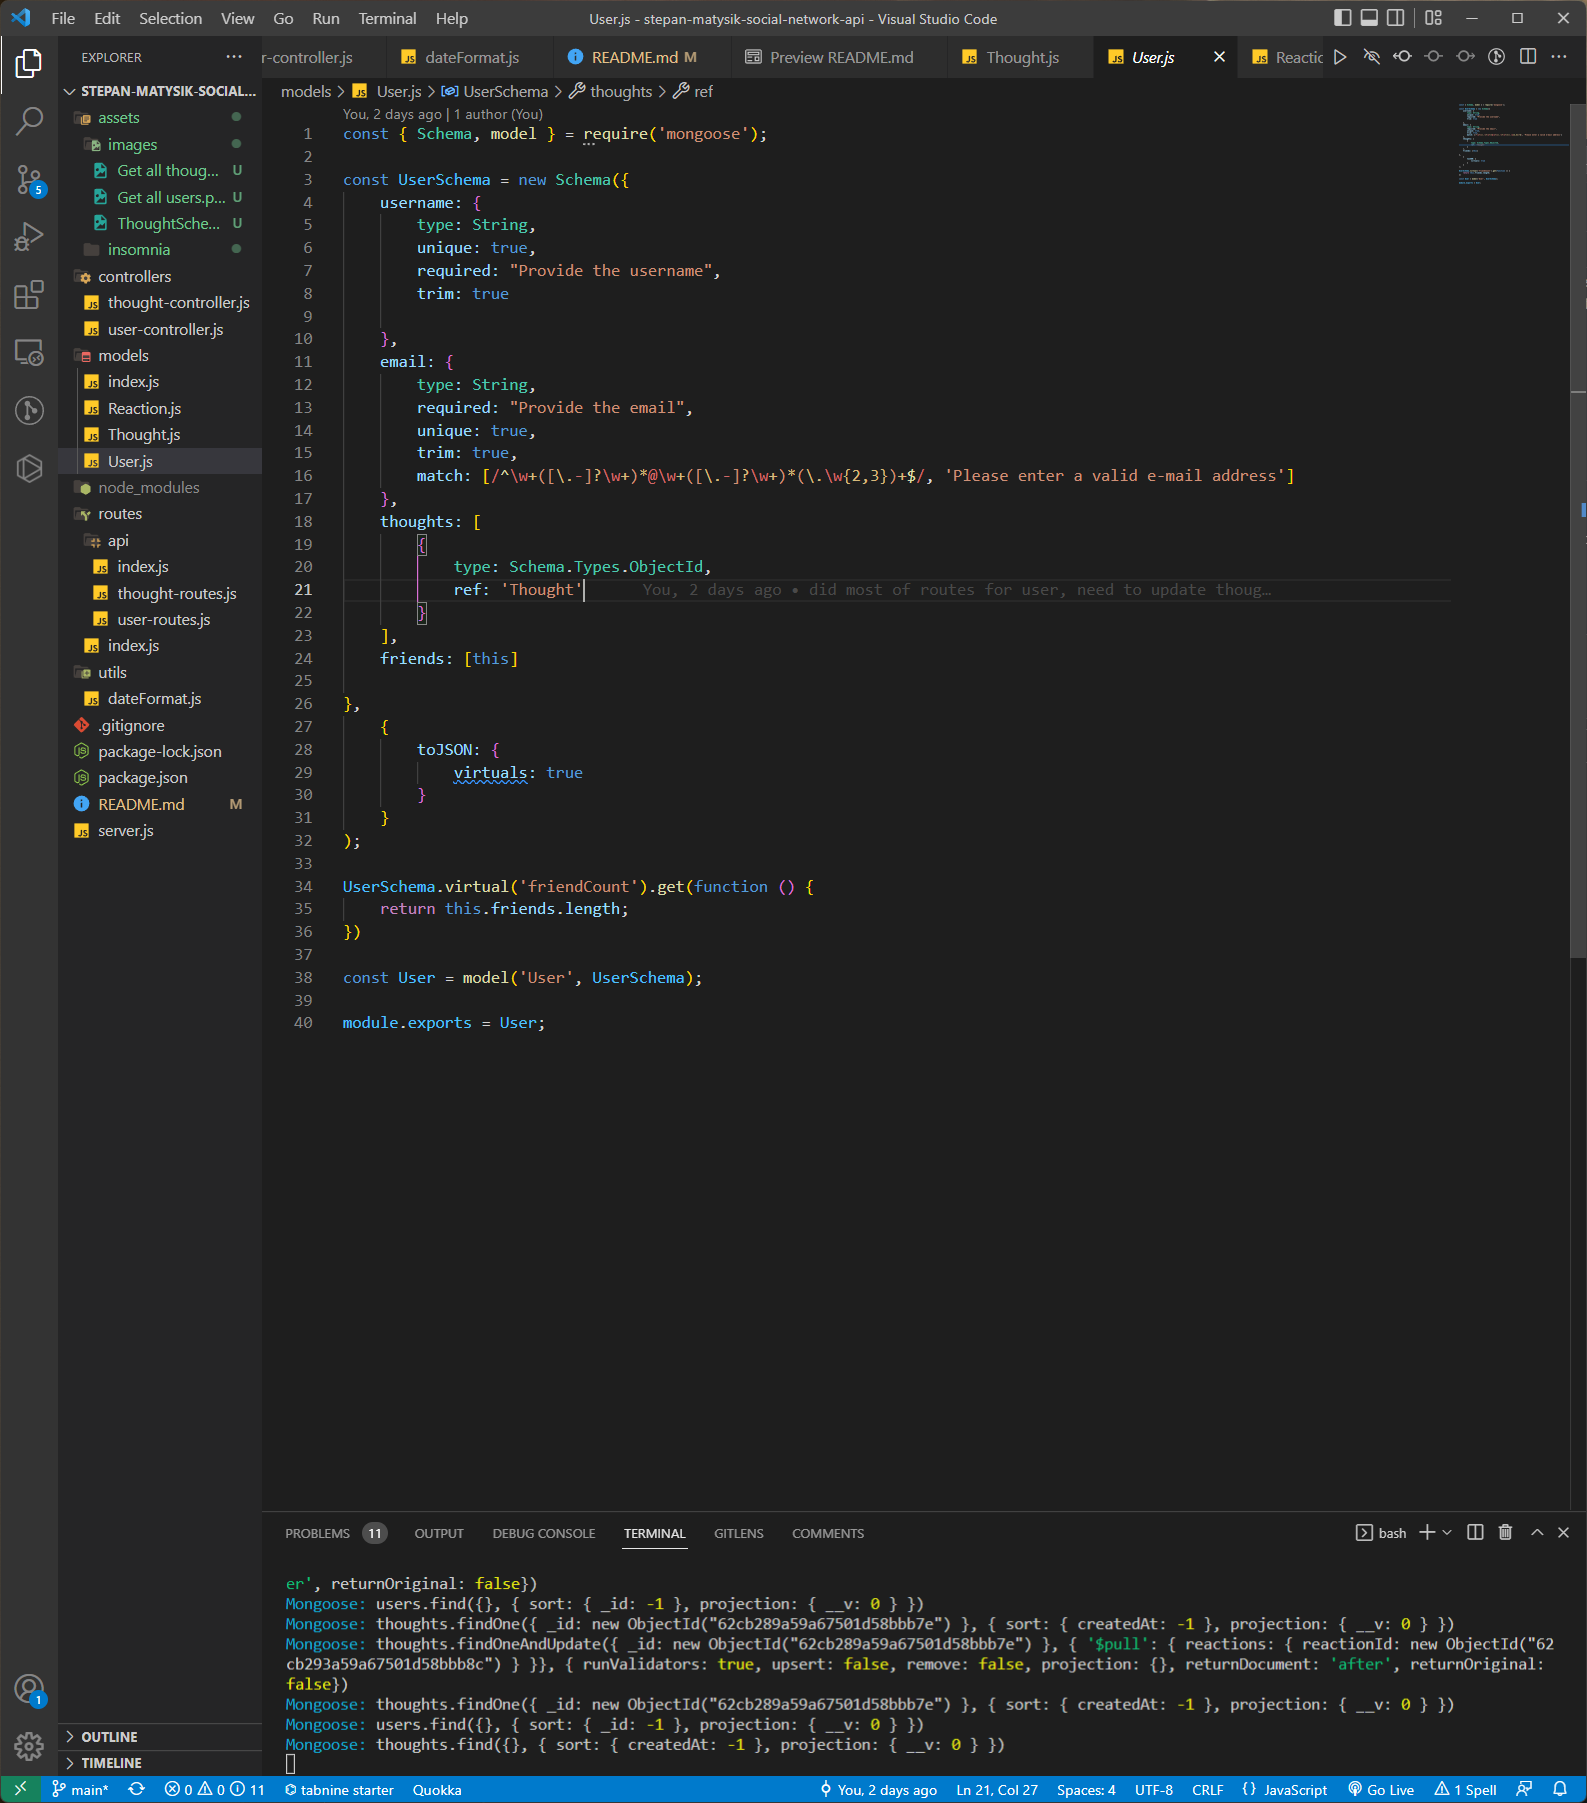 File Edit Selection View Go Run Terminal Help
User.js - stepan-matysik-social-network-api - Visual Studio Code
EXPLORER
r-controller.js dateFormat.js README.md M Preview README.md Thought.js User.js Reactic
STEPAN-MATYSIK-SOCIAL...
assets
images
Get all thoug... U
Get all users.p... U
ThoughtSche... U
insomnia
controllers
thought-controller.js
user-controller.js
models
index.js
Reaction.js
Thought.js
User.js
node_modules
routes
api
index.js
thought-routes.js
user-routes.js
index.js
utils
dateFormat.js
.gitignore
package-lock.json
package.json
README.md M
server.js
OUTLINE
TIMELINE
5
1
models > User.js > UserSchema > thoughts > ref
You, 2 days ago | 1 author (You)
1 const { Schema, model } = require('mongoose');
2
3 const UserSchema = new Schema({
4 username: {
5 type: String,
6 unique: true,
7 required: "Provide the username",
8 trim: true
9
10 },
11 email: {
12 type: String,
13 required: "Provide the email",
14 unique: true,
15 trim: true,
16 match: [/^\w+([\.-]?\w+)*@\w+([\.-]?\w+)*(\.\w{2,3})+$/, 'Please enter a valid e-mail address']
17 },
18 thoughts: [
19 {
20 type: Schema.Types.ObjectId,
21 ref: 'Thought' You, 2 days ago • did most of routes for user, need to update thoug…
22 }
23 ],
24 friends: [this]
25
26 },
27 {
28 toJSON: {
29 virtuals: true
30 }
31 }
32 );
33
34 UserSchema.virtual('friendCount').get(function () {
35 return this.friends.length;
36 })
37
38 const User = model('User', UserSchema);
39
40 module.exports = User;
PROBLEMS 11 OUTPUT DEBUG CONSOLE TERMINAL GITLENS COMMENTS bash
er', returnOriginal: false})
Mongoose: users.find({}, { sort: { _id: -1 }, projection: { __v: 0 } })
Mongoose: thoughts.findOne({ _id: new ObjectId("62cb289a59a67501d58bbb7e") }, { sort: { createdAt: -1 }, projection: { __v: 0 } })
Mongoose: thoughts.findOneAndUpdate({ _id: new ObjectId("62cb289a59a67501d58bbb7e") }, { '$pull': { reactions: { reactionId: new ObjectId("62
cb293a59a67501d58bbb8c") } }}, { runValidators: true, upsert: false, remove: false, projection: {}, returnDocument: 'after', returnOriginal:
false})
Mongoose: thoughts.findOne({ _id: new ObjectId("62cb289a59a67501d58bbb7e") }, { sort: { createdAt: -1 }, projection: { __v: 0 } })
Mongoose: users.find({}, { sort: { _id: -1 }, projection: { __v: 0 } })
Mongoose: thoughts.find({}, { sort: { createdAt: -1 }, projection: { __v: 0 } })
main* 0 0 11 tabnine starter Quokka You, 2 days ago Ln 21, Col 27 Spaces: 4 UTF-8 CRLF {} JavaScript Go Live 1 Spell